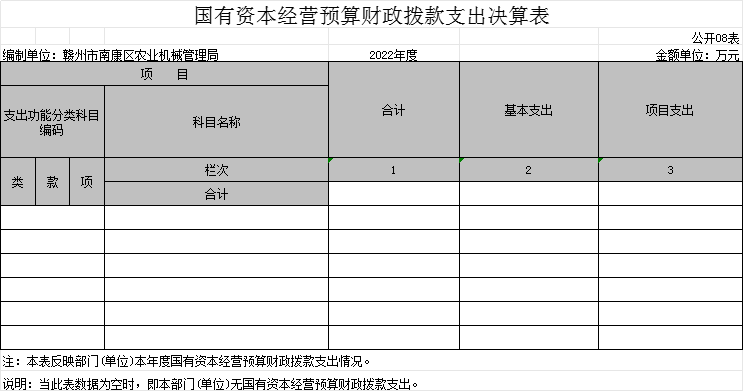 国有资本经营预算财政拨款支出决算表
公开08表
编制单位：赣州市南康区农业机械管理局 2022年度 金额单位：万元
项 目 合计 基本支出 项目支出
支出功能分类科目
编码
科目名称
类 款 项 栏次 1 2 3
合计
注：本表反映部门(单位)本年度国有资本经营预算财政拨款支出情况。
说明：当此表数据为空时，即本部门(单位)无国有资本经营预算财政拨款支出。